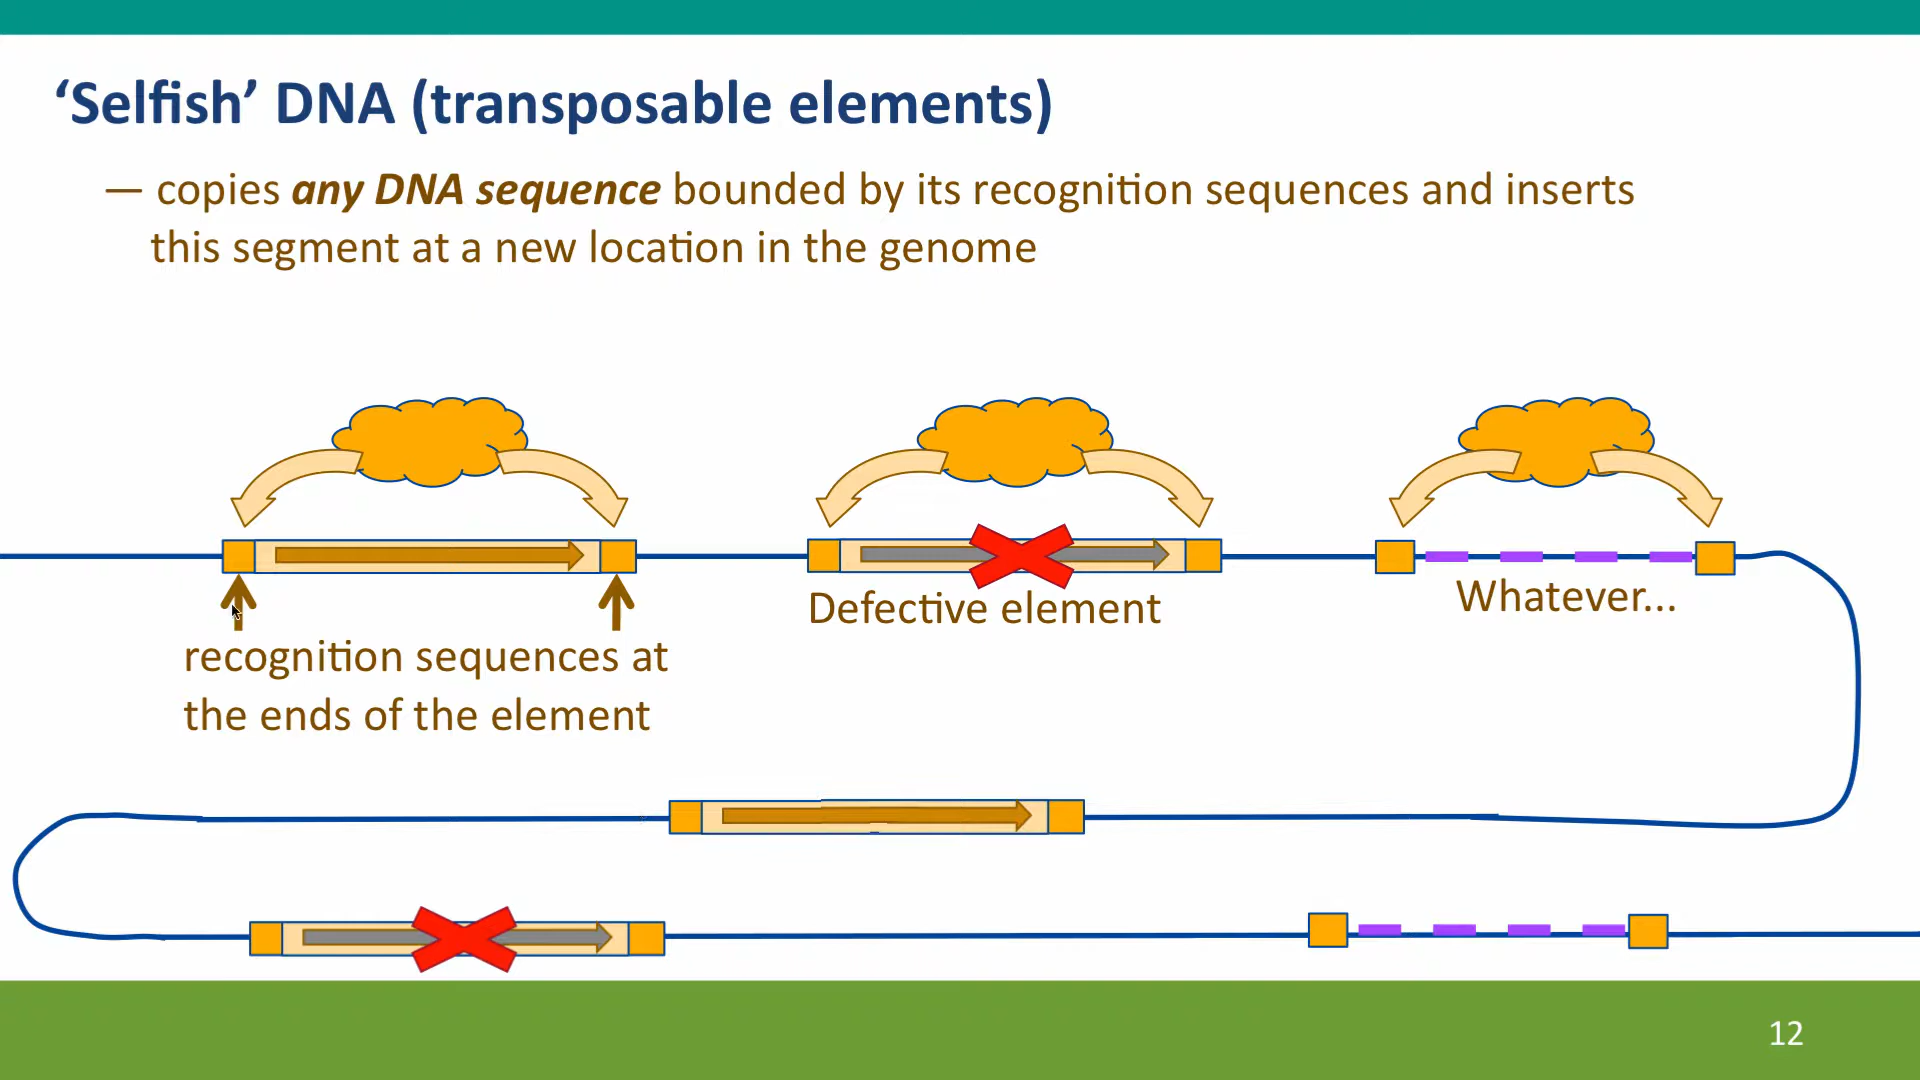 ‘Selfish’ DNA (transposable elements)
— copies any DNA sequence bounded by its recognition sequences and inserts
this segment at a new location in the genome
Defective element
Whatever...
recognition sequences at
the ends of the element
12